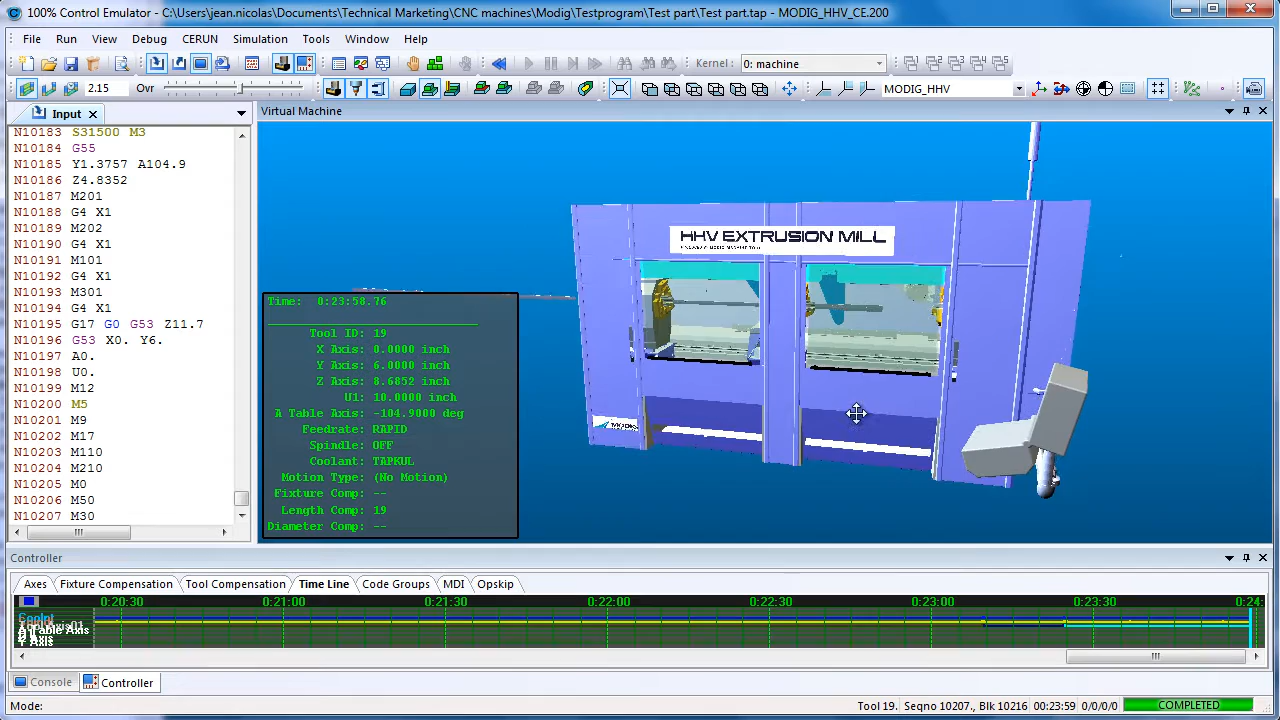 100% Control Emulator - C:\Users\jean.nicolas\Documents\Technical Marketing\CNC machines\Modig\Testprogram\Test part\Test part.tap - MODIG_HHV_CE.200
File Run View Debug CERUN Simulation Tools Window Help
Kernel : 0: machine
2.15 Ovr MODIG_HHV
Input
Virtual Machine
N10183 S31500 M3
N10184 G55
N10185 Y1.3757 A104.9
N10186 Z4.8352
N10187 M201
N10188 G4 X1
N10189 M202
N10190 G4 X1
N10191 M101
N10192 G4 X1
N10193 M301
N10194 G4 X1
N10195 G17 G0 G53 Z11.7
N10196 G53 X0. Y6.
N10197 A0.
N10198 U0.
N10199 M12
N10200 M5
N10201 M9
N10202 M17
N10203 M110
N10204 M210
N10205 M0
N10206 M50
N10207 M30
HHV EXTRUSION MILL
MODIG
Time: 0:23:58.76
Tool ID: 19
X Axis: 0.0000 inch
Y Axis: 6.0000 inch
Z Axis: 8.6852 inch
U1: 10.0000 inch
A Table Axis: -104.9000 deg
Feedrate: RAPID
Spindle: OFF
Coolant: TAPKUL
Motion Type: (No Motion)
Fixture Comp: --
Length Comp: 19
Diameter Comp: --
Controller
Axes Fixture Compensation Tool Compensation Time Line Code Groups MDI Opskip
0:20:30 0:21:00 0:21:30 0:22:00 0:22:30 0:23:00 0:23:30 0:24:
A Table Axis
Console Controller
Mode: Tool 19. Seqno 10207., Blk 10216 00:23:59 0/0/0/0 COMPLETED